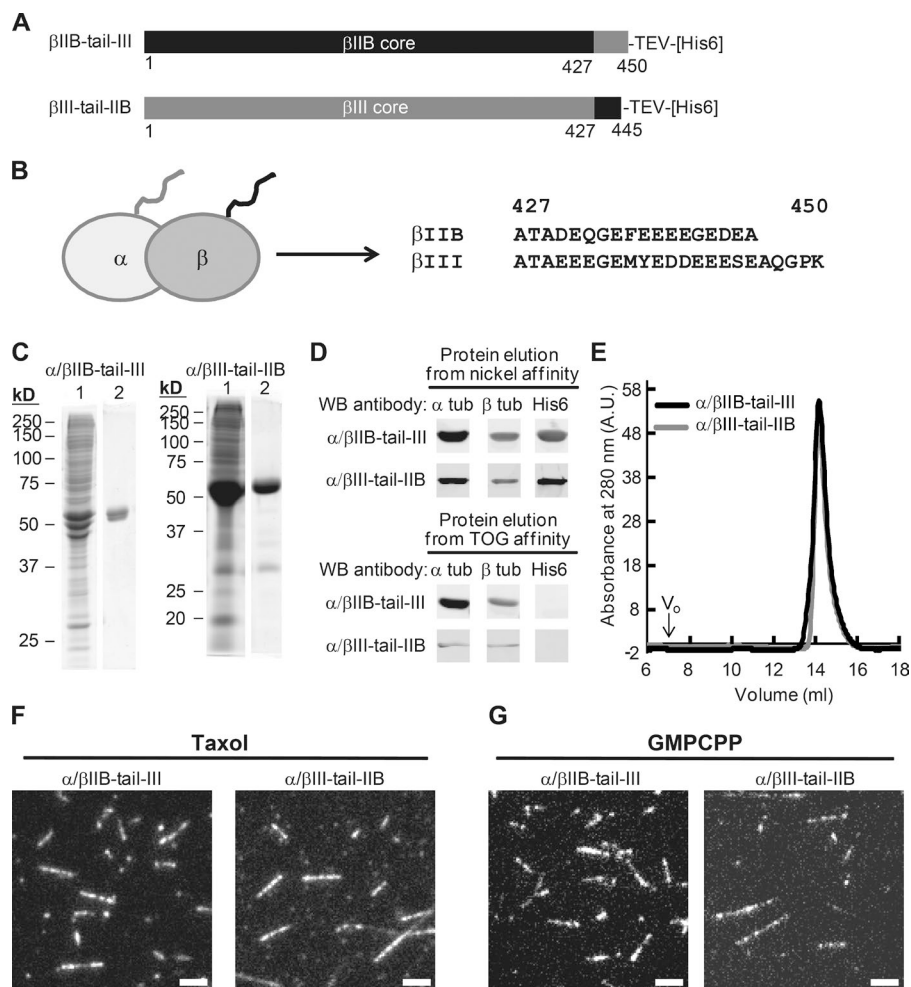 A
βIIB-tail-III βIIB core -TEV-[His6]
1 427 450
βIII-tail-IIB βIII core -TEV-[His6]
1 427 445
B
α β
427 450
βIIB ATADEQGEFEEEEGEDEA
βIII ATAEEEGEMYEDDEEESEAQGPK
C
α/βIIB-tail-III
kD 1 2
250
150
100
75
50
37
25
α/βIII-tail-IIB
kD 1 2
250
150
100
75
50
37
25
20
D
Protein elution
from nickel affinity
WB antibody: α tub β tub His6
α/βIIB-tail-III
α/βIII-tail-IIB
Protein elution
from TOG affinity
WB antibody: α tub β tub His6
α/βIIB-tail-III
α/βIII-tail-IIB
E
Absorbance at 280 nm (A.U.)
58
48
38
28
18
8
-2
α/βIIB-tail-III
α/βIII-tail-IIB
Vo
6 8 10 12 14 16 18
Volume (ml)
F
Taxol
α/βIIB-tail-III α/βIII-tail-IIB
G
GMPCPP
α/βIIB-tail-III α/βIII-tail-IIB